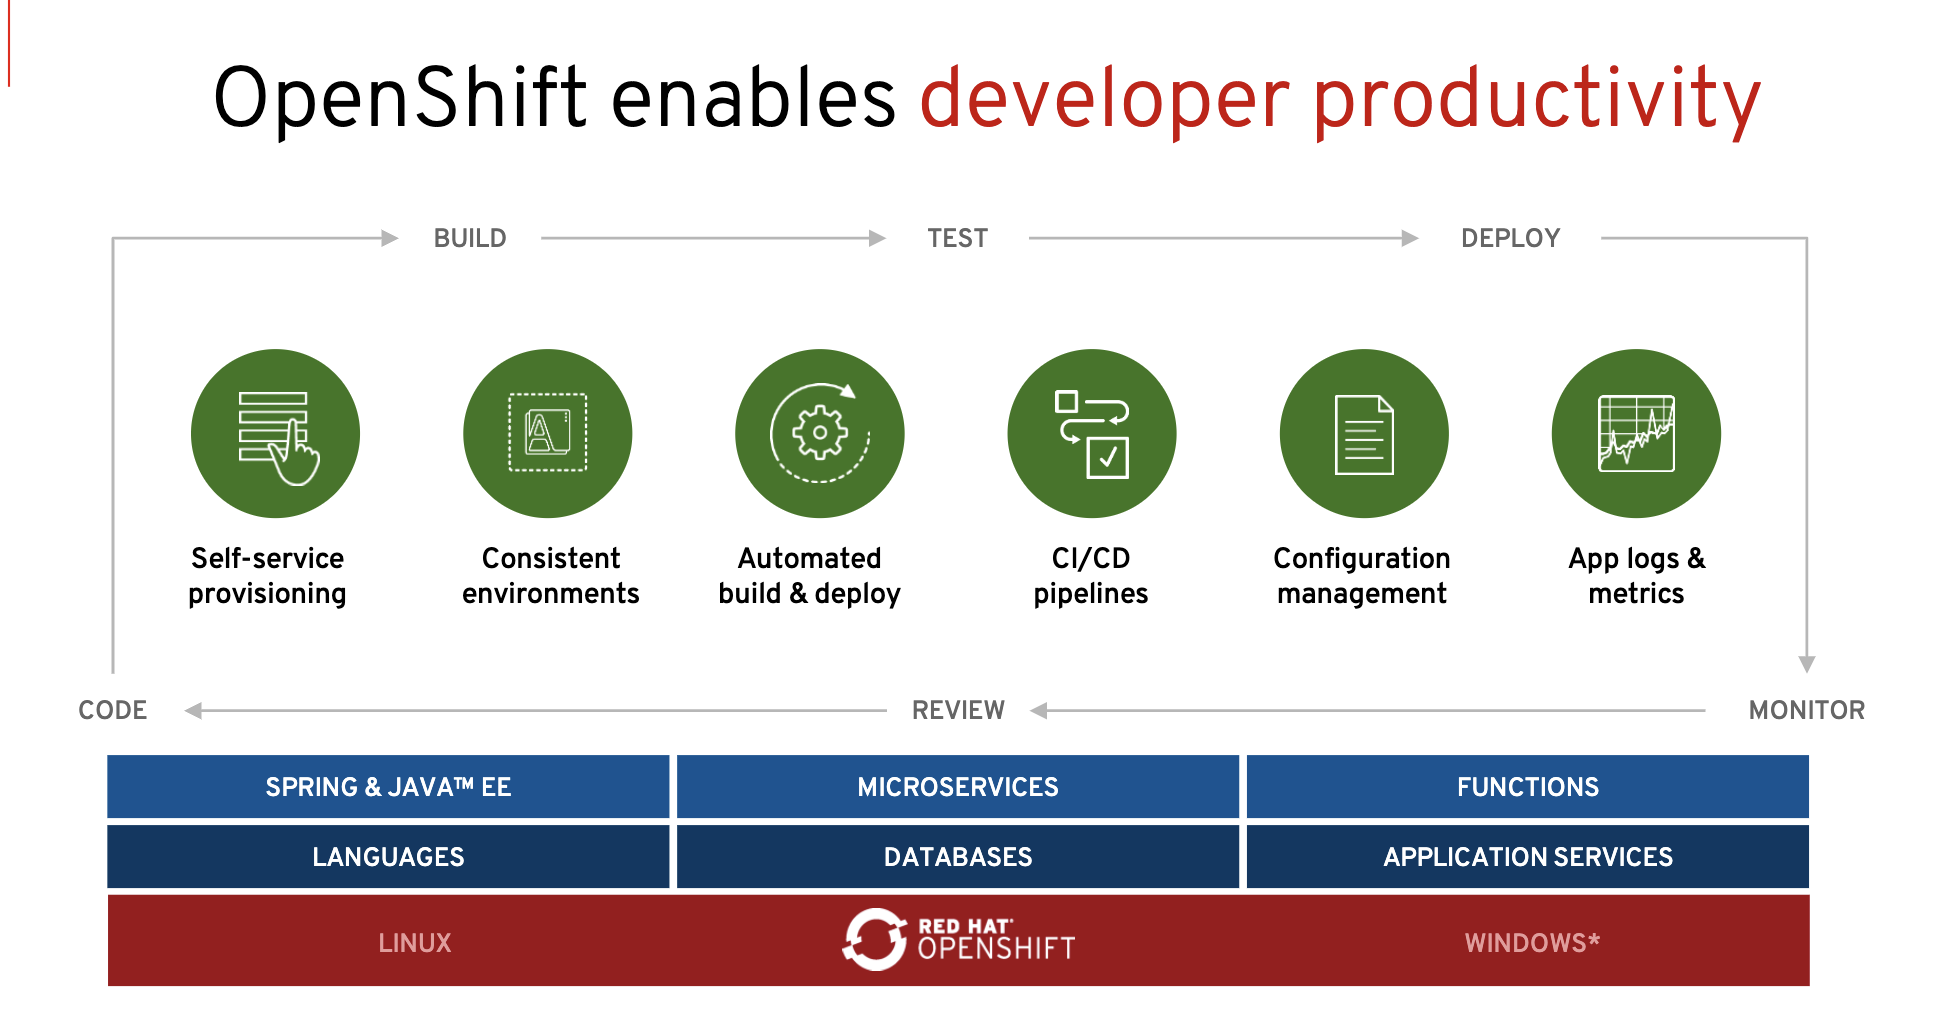 OpenShift enables developer productivity
BUILD
TEST
DEPLOY
Self-service
provisioning
Consistent
environments
Automated
build & deploy
CI/CD
pipelines
Configuration
management
App logs &
metrics
CODE
REVIEW
MONITOR
SPRING & JAVA™ EE
MICROSERVICES
FUNCTIONS
LANGUAGES
DATABASES
APPLICATION SERVICES
LINUX
RED HAT®
OPENSHIFT
WINDOWS*